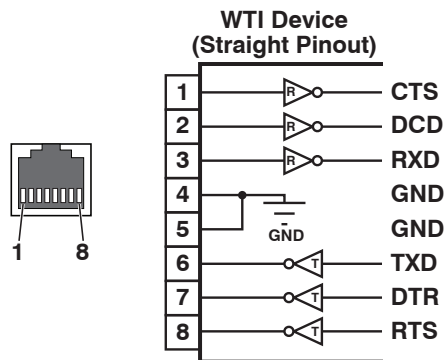 WTI Device
(Straight Pinout)
1 R CTS
2 R DCD
3 R RXD
4 GND
GND
5 GND
6 T TXD
7 T DTR
8 T RTS
1 8